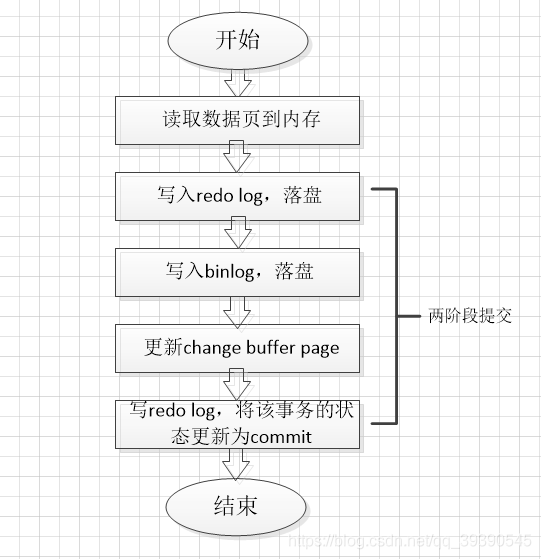 开始
读取数据页到内存
写入redo log，落盘
写入binlog，落盘
两阶段提交
更新change buffer page
写redo log，将该事务的状
态更新为commit
结束
https://blog.csdn.net/qq_39390545